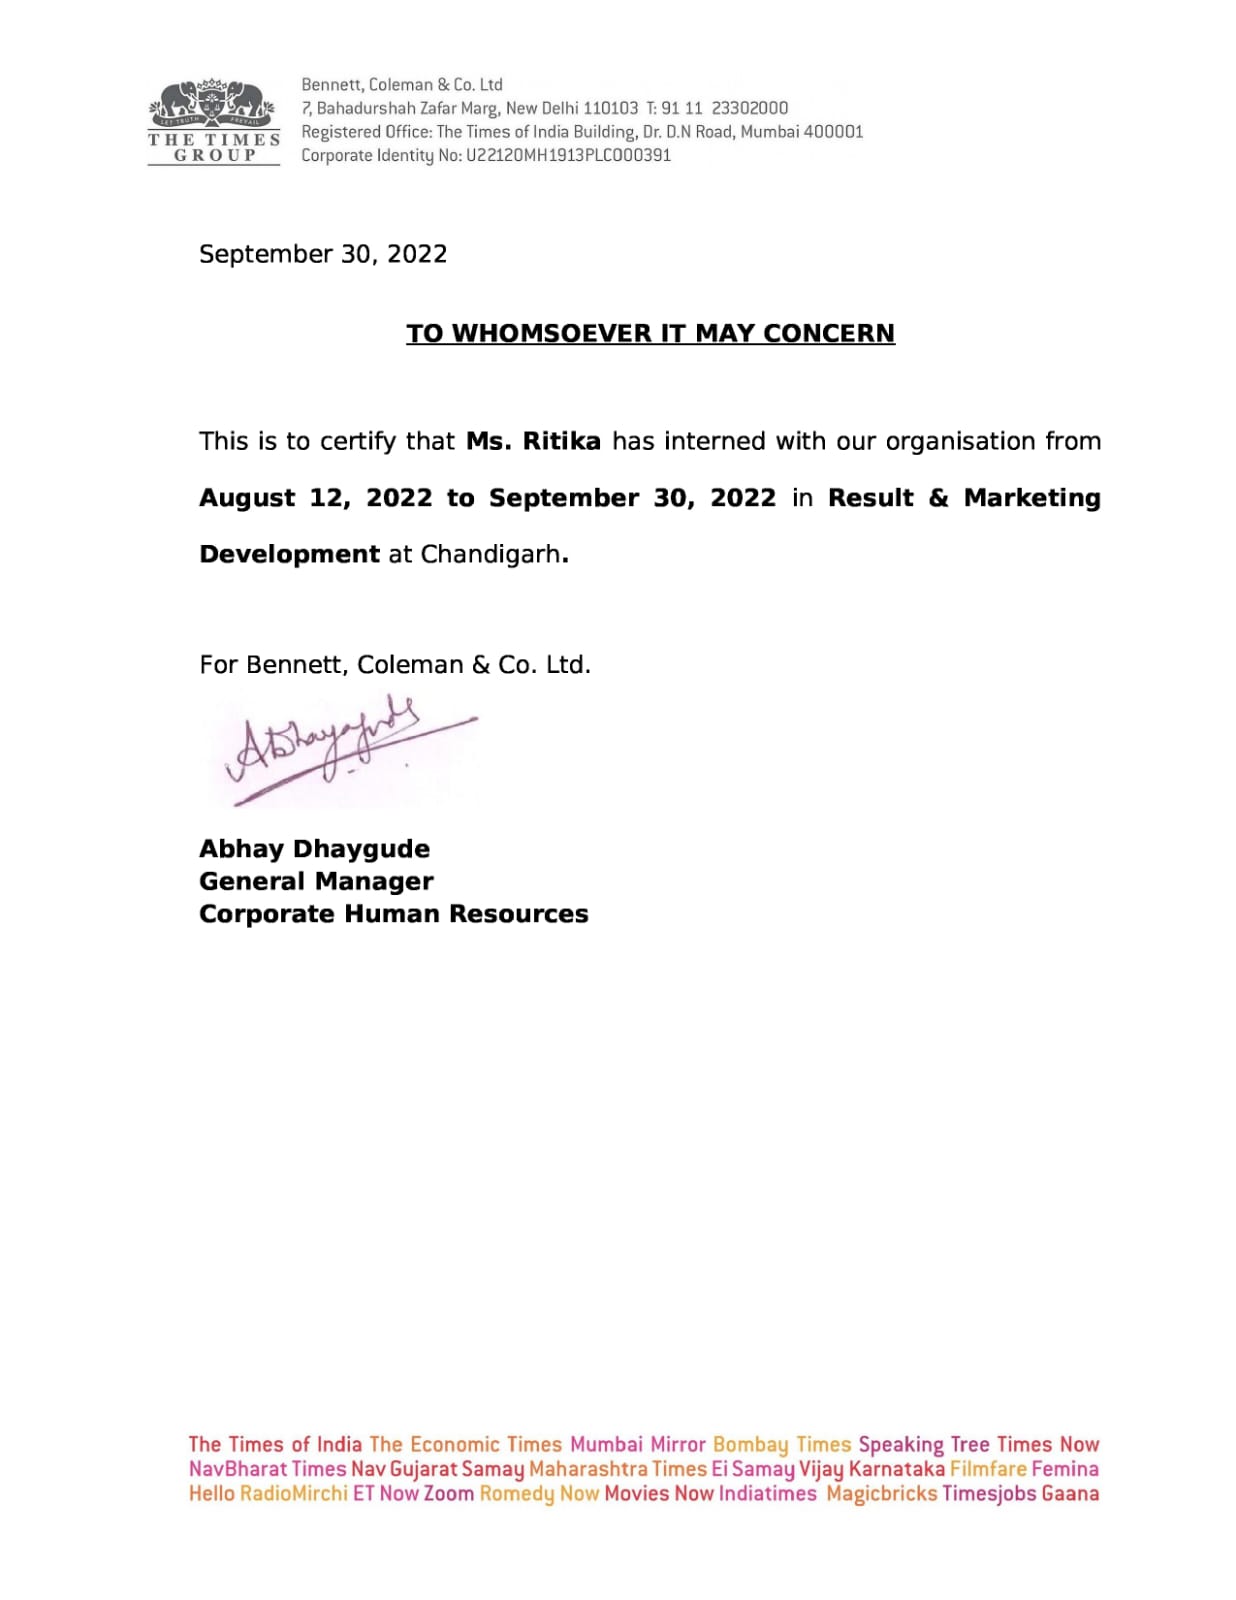 LET TRUTH PREVAIL
THE TIMES
GROUP
Bennett, Coleman & Co. Ltd
7, Bahadurshah Zafar Marg, New Delhi 110103 T: 91 11 23302000
Registered Office: The Times of India Building, Dr. D.N Road, Mumbai 400001
Corporate Identity No: U22120MH1913PLC000391
September 30, 2022
TO WHOMSOEVER IT MAY CONCERN
This is to certify that Ms. Ritika has interned with our organisation from
August 12, 2022 to September 30, 2022 in Result & Marketing
Development at Chandigarh.
For Bennett, Coleman & Co. Ltd.
Abhay Dhaygude
General Manager
Corporate Human Resources
The Times of India The Economic Times Mumbai Mirror Bombay Times Speaking Tree Times Now
NavBharat Times Nav Gujarat Samay Maharashtra Times Ei Samay Vijay Karnataka Filmfare Femina
Hello RadioMirchi ET Now Zoom Romedy Now Movies Now Indiatimes Magicbricks Timesjobs Gaana